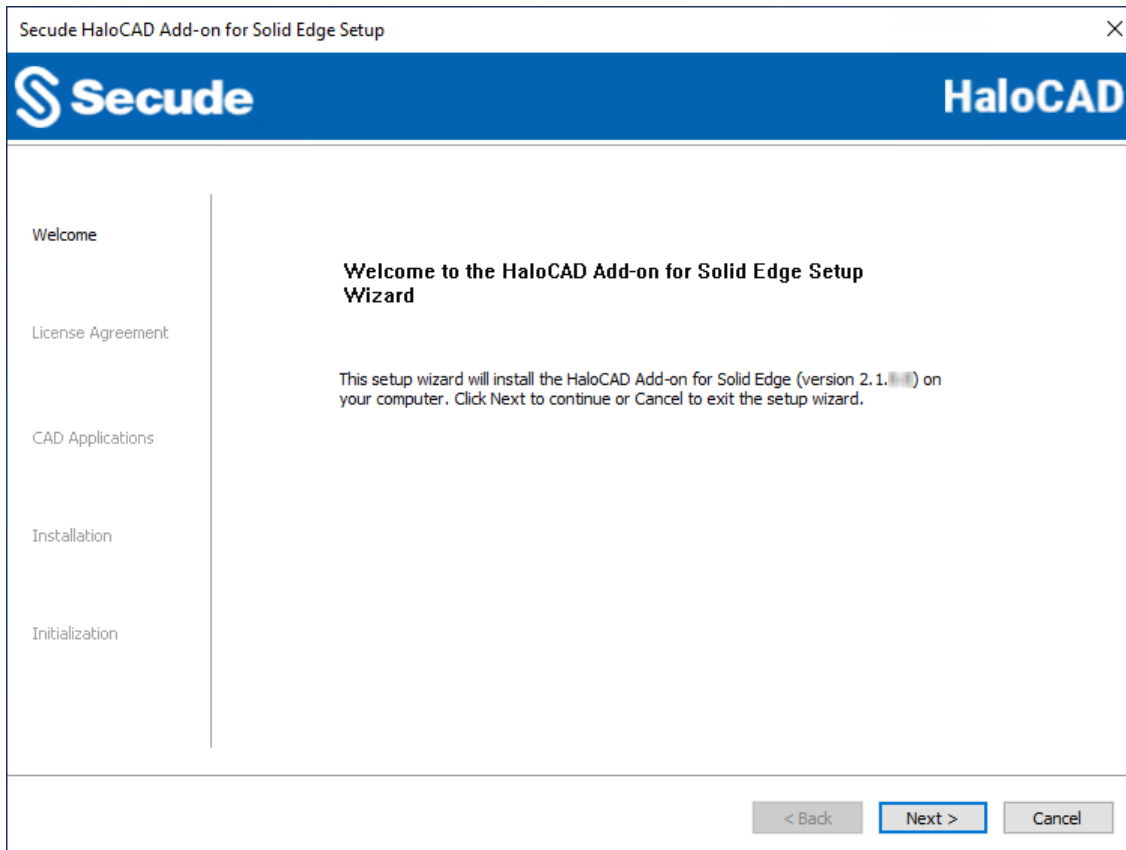 Secude HaloCAD Add-on for Solid Edge Setup
Secude
HaloCAD
Welcome
License Agreement
CAD Applications
Installation
Initialization
Welcome to the HaloCAD Add-on for Solid Edge Setup
Wizard
This setup wizard will install the HaloCAD Add-on for Solid Edge (version 2.1. ) on
your computer. Click Next to continue or Cancel to exit the setup wizard.
< Back
Next >
Cancel